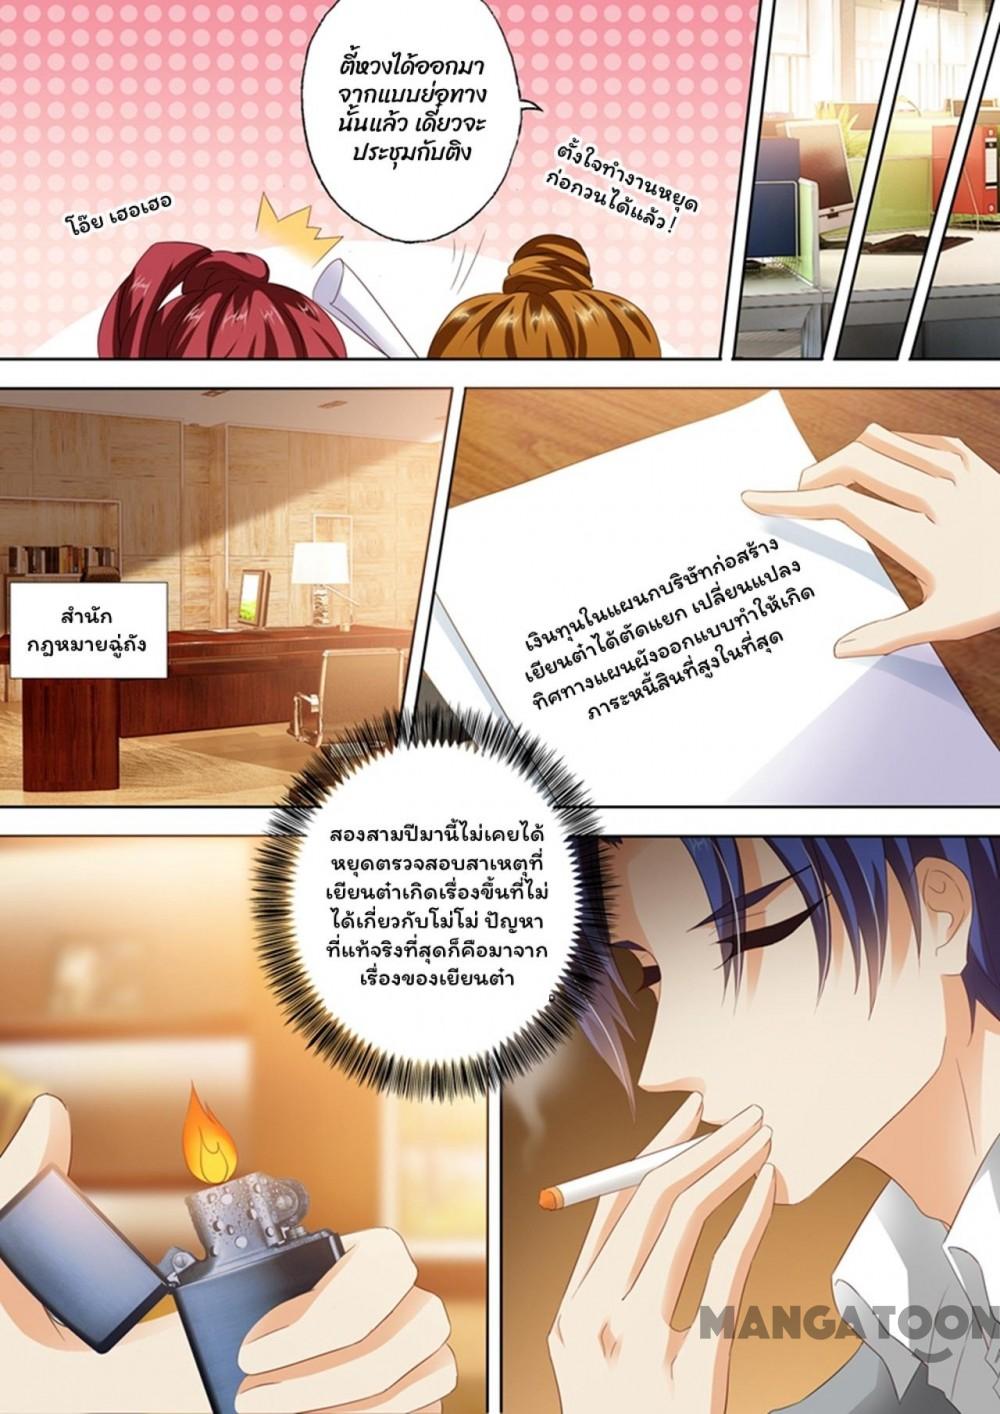 ตี้หวงได้ออกมา
จากแบบย่อทาง
นั้นแล้ว เดี๋ยวจะ
ประชุมกับติง
ตั้งใจทำงานหยุด
ก่อกวนได้แล้ว!
โอ๊ย เฮอเฮอ
สำนัก
กฎหมายฉู่ถัง
เงินทุนในแผนกบริษัทก่อสร้าง
เยียนต๋าได้ตัดแยก เปลี่ยนแปลง
ทิศทางแผนผังออกแบบทำให้เกิด
ภาระหนี้สินที่สูงในที่สุด
สองสามปีมานี้ไม่เคยได้
หยุดตรวจสอบสาเหตุที่
เยียนต๋าเกิดเรื่องขึ้นที่ไม่
ได้เกี่ยวกับโม่โม่ ปัญหา
ที่แท้จริงที่สุดก็คือมาจาก
เรื่องของเยียนต๋า
MANGATOON